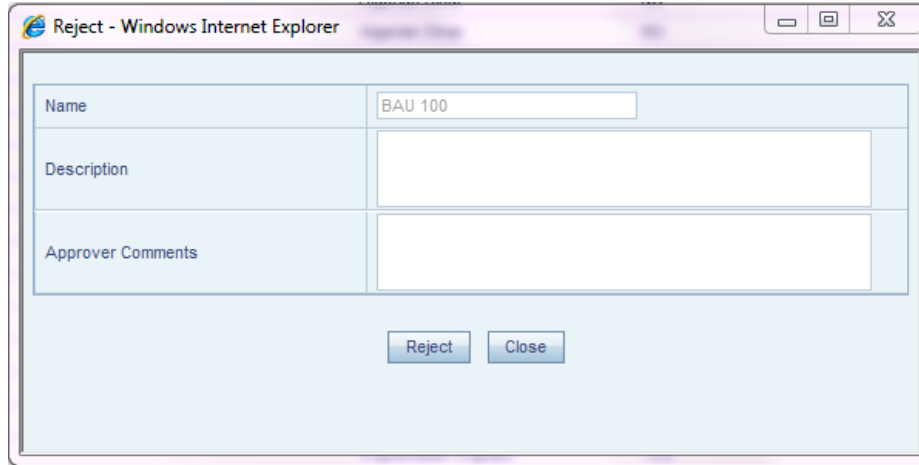 Reject - Windows Internet Explorer
Name
BAU 100
Description
Approver Comments
Reject
Close